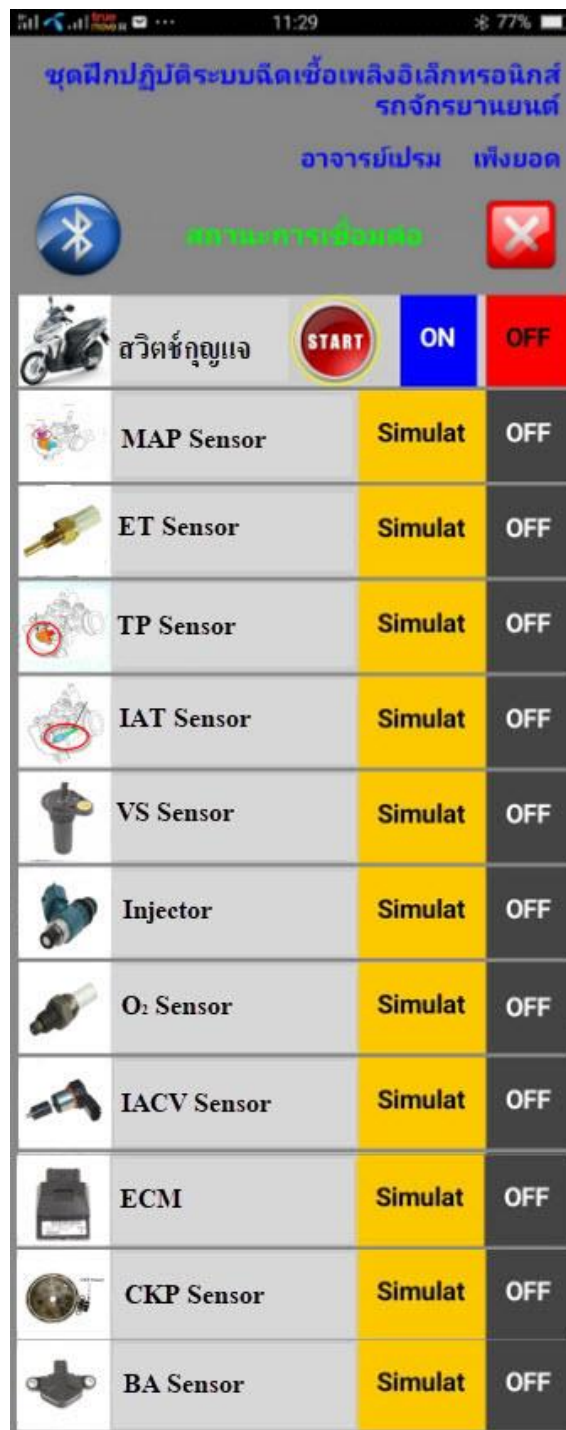 true
move H
11:29
77%
ชุดฝึกปฏิบัติระบบฉีดเชื้อเพลิงอิเล็กทรอนิกส์
รถจักรยานยนต์
อาจารย์เปรม เพ็งยอด
สถานะการเชื่อมต่อ
สวิตช์กุญแจ START ON OFF
MAP Sensor Simulat OFF
ET Sensor Simulat OFF
TP Sensor Simulat OFF
IAT Sensor Simulat OFF
VS Sensor Simulat OFF
Injector Simulat OFF
O₂ Sensor Simulat OFF
IACV Sensor Simulat OFF
ECM Simulat OFF
CKP Sensor Simulat OFF
BA Sensor Simulat OFF